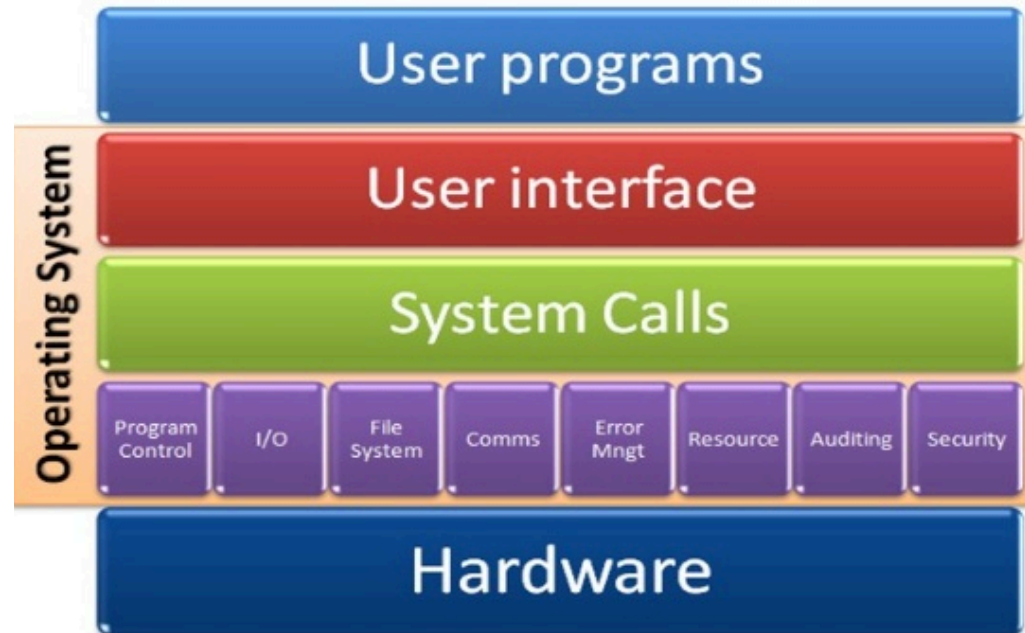 User programs
Operating System
User interface
System Calls
Program
Control
I/O
File
System
Comms
Error
Mngt
Resource
Auditing
Security
Hardware